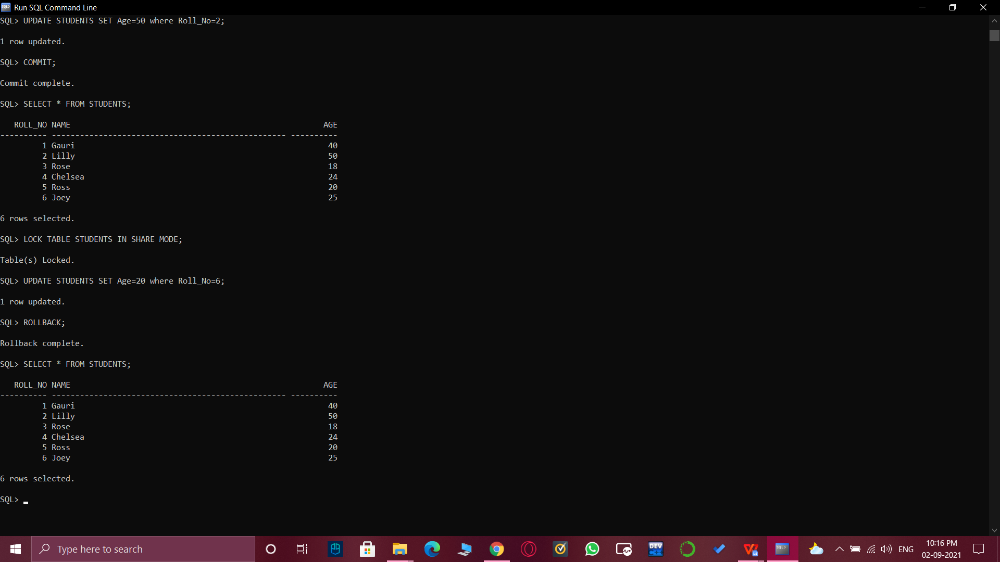 Run SQL Command Line
SQL> UPDATE STUDENTS SET Age=50 where Roll_No=2;
1 row updated.
SQL> COMMIT;
Commit complete.
SQL> SELECT * FROM STUDENTS;
ROLL_NO NAME AGE
---------- -------------------------------------------------- ----------
1 Gauri 40
2 Lilly 50
3 Rose 18
4 Chelsea 24
5 Ross 20
6 Joey 25
6 rows selected.
SQL> LOCK TABLE STUDENTS IN SHARE MODE;
Table(s) Locked.
SQL> UPDATE STUDENTS SET Age=20 where Roll_No=6;
1 row updated.
SQL> ROLLBACK;
Rollback complete.
SQL> SELECT * FROM STUDENTS;
ROLL_NO NAME AGE
---------- -------------------------------------------------- ----------
1 Gauri 40
2 Lilly 50
3 Rose 18
4 Chelsea 24
5 Ross 20
6 Joey 25
6 rows selected.
SQL>
Type here to search
DEV
ENG
10:16 PM
02-09-2021